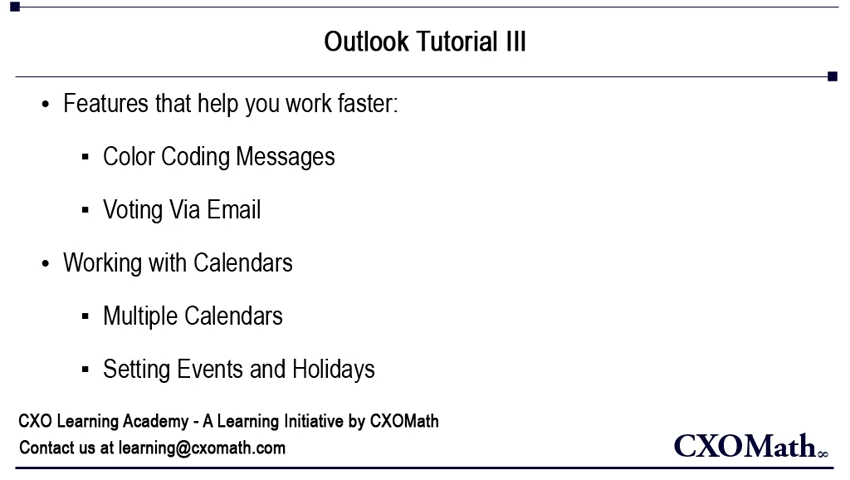 Outlook Tutorial III
• Features that help you work faster:
▪ Color Coding Messages
▪ Voting Via Email
• Working with Calendars
▪ Multiple Calendars
▪ Setting Events and Holidays
CXO Learning Academy - A Learning Initiative by CXOMath
Contact us at learning@cxomath.com
CXOMath∞